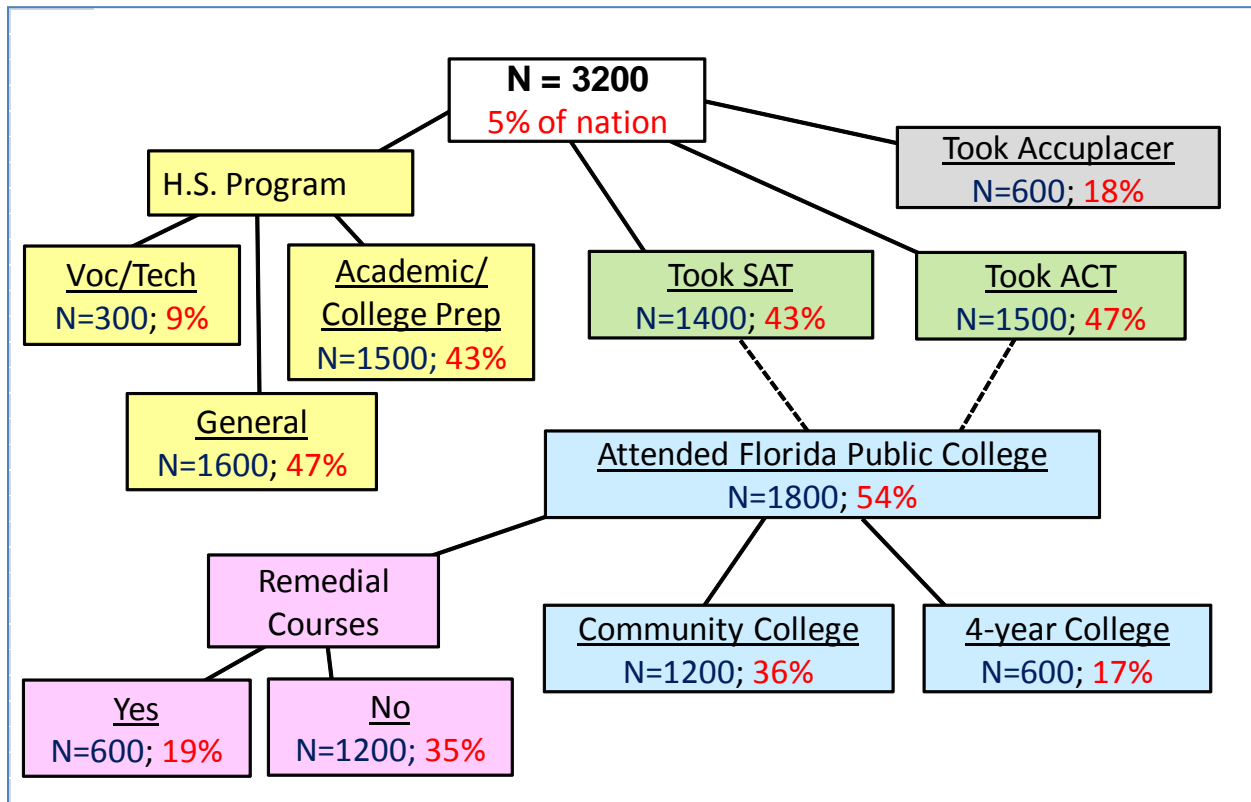 N = 3200
5% of nation
Took Accuplacer
N=600; 18%
H.S. Program
Voc/Tech
N=300; 9%
Academic/
College Prep
N=1500; 43%
General
N=1600; 47%
Took SAT
N=1400; 43%
Took ACT
N=1500; 47%
Attended Florida Public College
N=1800; 54%
Remedial
Courses
Yes
N=600; 19%
No
N=1200; 35%
Community College
N=1200; 36%
4-year College
N=600; 17%